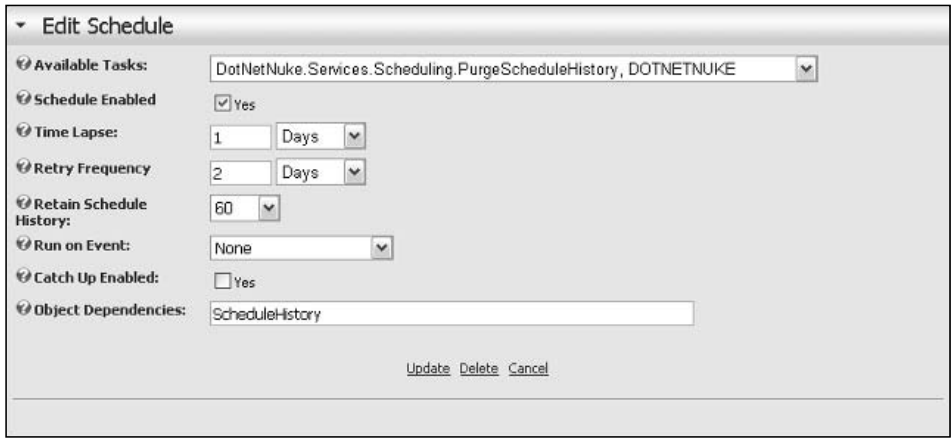 Edit Schedule
Available Tasks: DotNetNuke.Services.Scheduling.PurgeScheduleHistory, DOTNETNUKE
Schedule Enabled Yes
Time Lapse: 1 Days
Retry Frequency 2 Days
Retain Schedule
History: 60
Run on Event: None
Catch Up Enabled: Yes
Object Dependencies: ScheduleHistory
Update Delete Cancel